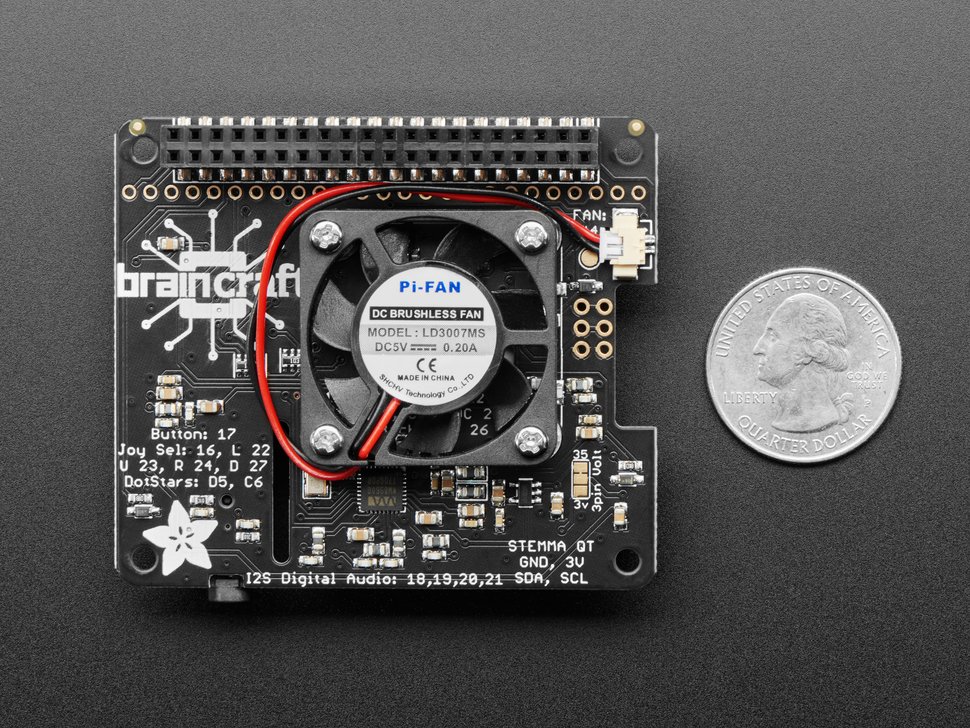 FAN:
braincraft
Pi-FAN
DC BRUSHLESS FAN
MODEL : LD3007MS
DC5V 0.20A
CE
MADE IN CHINA
SHCHV Technology Co.,LTD
Button: 17
Joy Sel: 16, L 22
U 23, R 24, D 27
DotStars: D5, C6
35
3v
3pin Volt
STEMMA QT
GND, 3V
SDA, SCL
I2S Digital Audio: 18,19,20,21
UNITED STATES OF AMERICA
LIBERTY
IN GOD WE TRUST
QUARTER DOLLAR